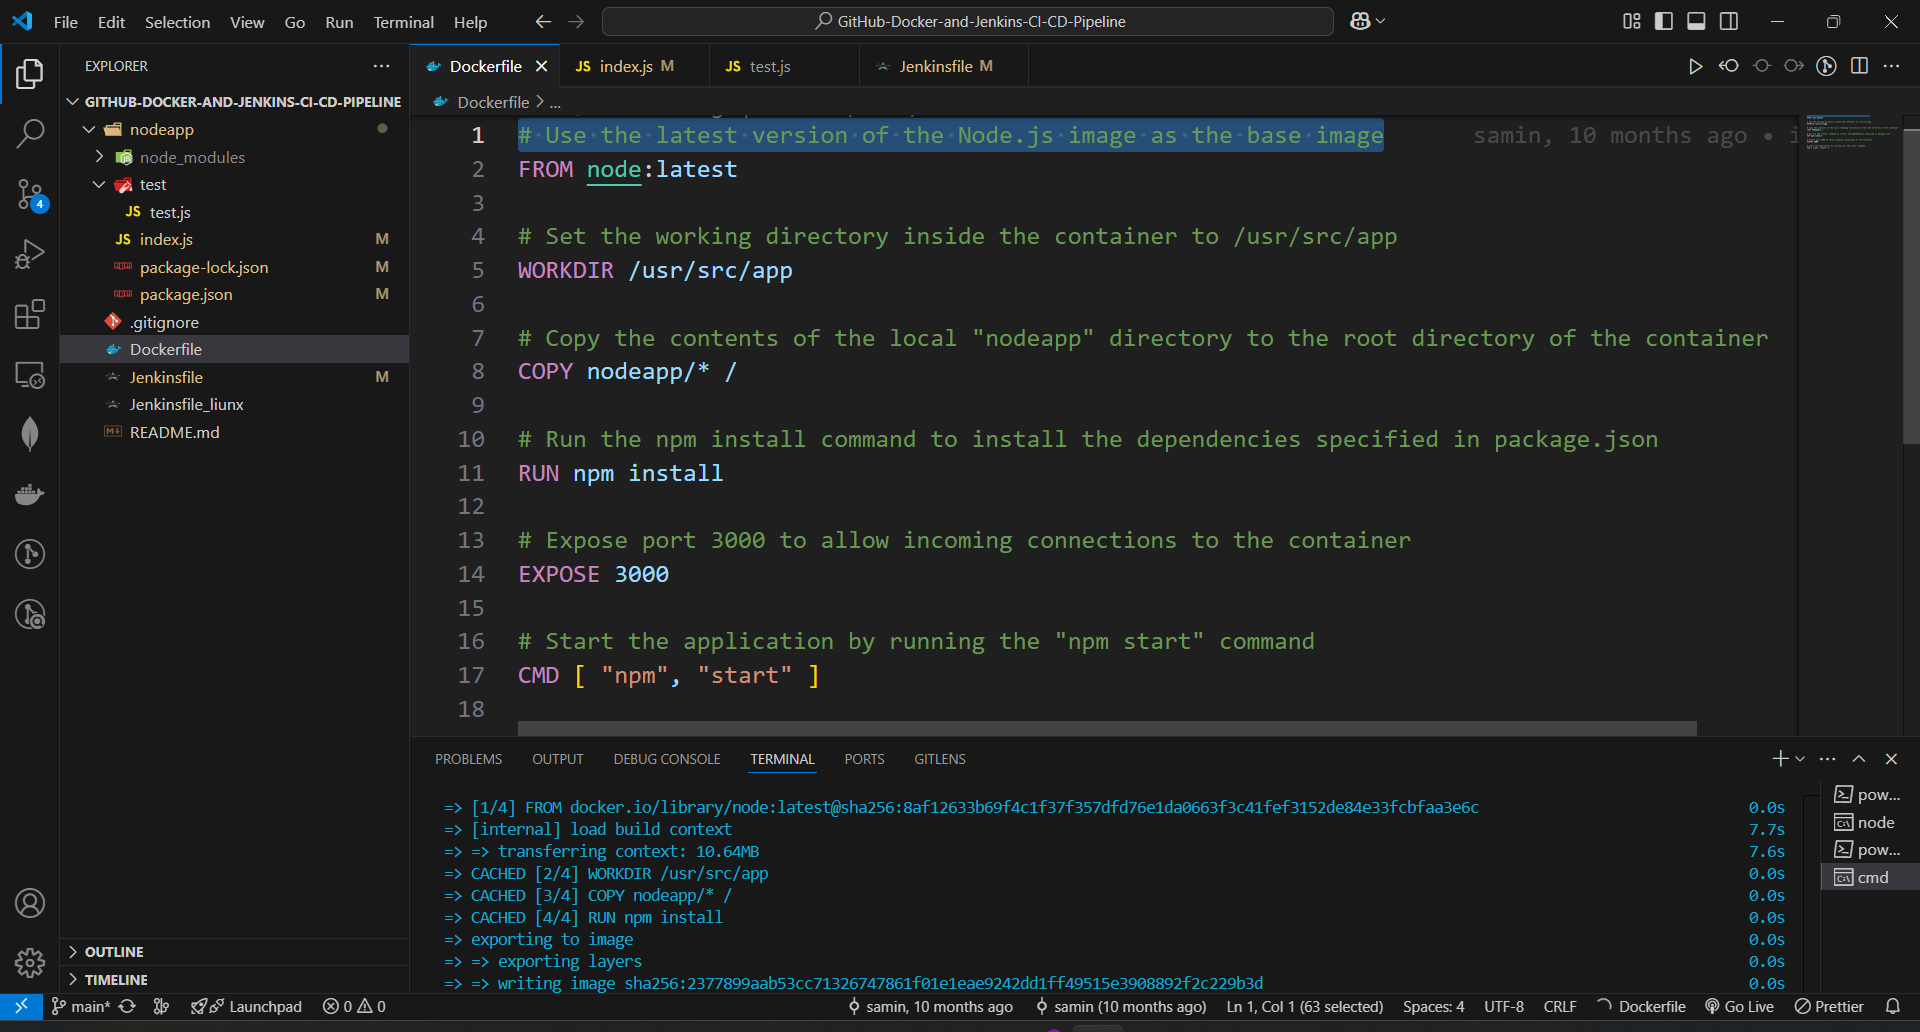 File Edit Selection View Go Run Terminal Help
GitHub-Docker-and-Jenkins-CI-CD-Pipeline
EXPLORER
GITHUB-DOCKER-AND-JENKINS-CI-CD-PIPELINE
nodeapp
node_modules
test
JS test.js
JS index.js M
package-lock.json M
package.json M
.gitignore
Dockerfile
Jenkinsfile M
Jenkinsfile_liunx
README.md
OUTLINE
TIMELINE
4
Dockerfile
JS index.js M
JS test.js
Jenkinsfile M
Dockerfile > ...
1 # Use the latest version of the Node.js image as the base image samin, 10 months ago • i
2 FROM node:latest
3
4 # Set the working directory inside the container to /usr/src/app
5 WORKDIR /usr/src/app
6
7 # Copy the contents of the local "nodeapp" directory to the root directory of the container
8 COPY nodeapp/* /
9
10 # Run the npm install command to install the dependencies specified in package.json
11 RUN npm install
12
13 # Expose port 3000 to allow incoming connections to the container
14 EXPOSE 3000
15
16 # Start the application by running the "npm start" command
17 CMD [ "npm", "start" ]
18
PROBLEMS OUTPUT DEBUG CONSOLE TERMINAL PORTS GITLENS
=> [1/4] FROM docker.io/library/node:latest@sha256:8af12633b69f4c1f37f357dfd76e1da0663f3c41fef3152de84e33fcbfaa3e6c 0.0s
=> [internal] load build context 7.7s
=> => transferring context: 10.64MB 7.6s
=> CACHED [2/4] WORKDIR /usr/src/app 0.0s
=> CACHED [3/4] COPY nodeapp/* / 0.0s
=> CACHED [4/4] RUN npm install 0.0s
=> exporting to image 0.0s
=> => exporting layers 0.0s
=> => writing image sha256:2377899aab53cc71326747861f01e1eae9242dd1ff49515e3908892f2c229b3d 0.0s
pow...
node
pow...
cmd
main* Launchpad 0 0 samin, 10 months ago samin (10 months ago) Ln 1, Col 1 (63 selected) Spaces: 4 UTF-8 CRLF Dockerfile Go Live Prettier